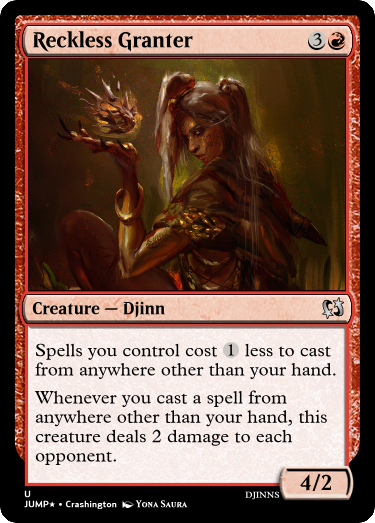 Reckless Granter 3
Creature — Djinn
Spells you control cost 1 less to cast
from anywhere other than your hand.
Whenever you cast a spell from
anywhere other than your hand, this
creature deals 2 damage to each
opponent.
4/2
U DJINNS
JUMP★ • Crashington Yona Saura